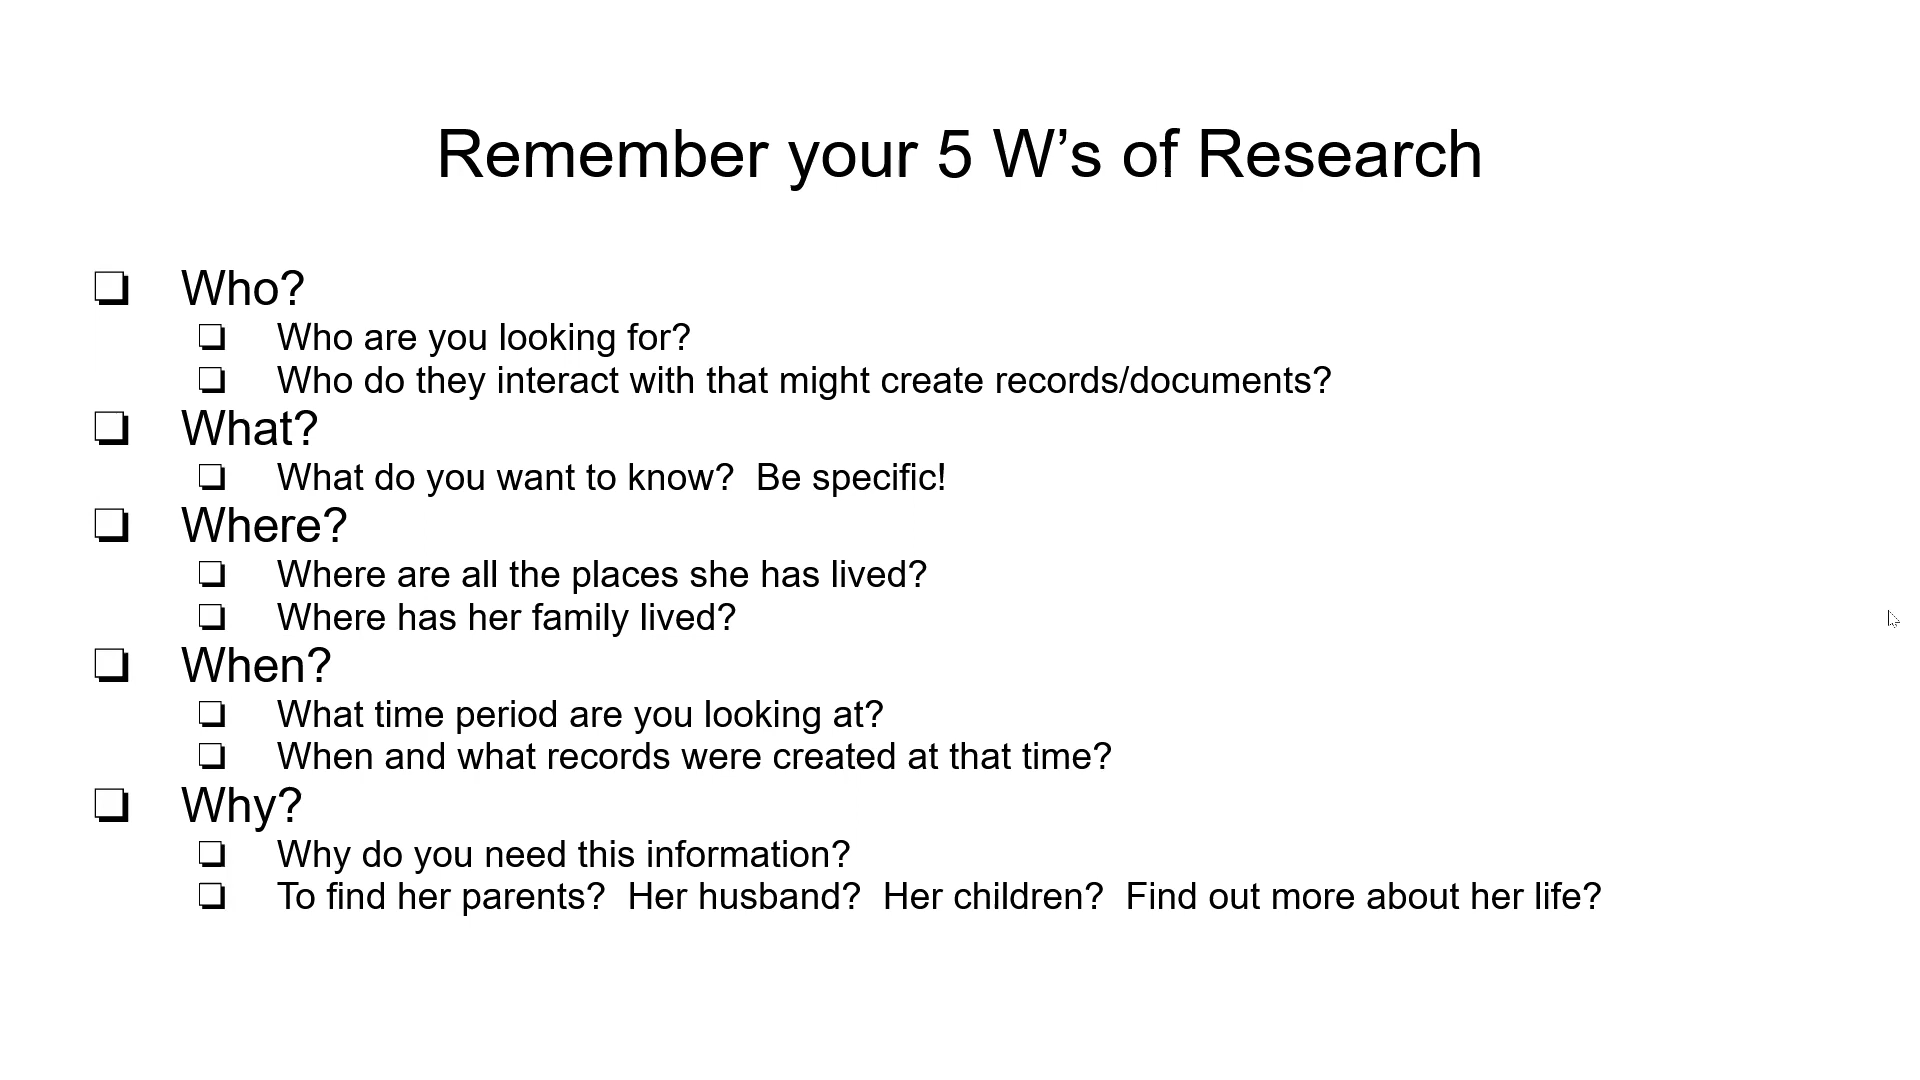 Remember your 5 W’s of Research
❏ Who?
❏ Who are you looking for?
❏ Who do they interact with that might create records/documents?
❏ What?
❏ What do you want to know?  Be specific!
❏ Where?
❏ Where are all the places she has lived?
❏ Where has her family lived?
❏ When?
❏ What time period are you looking at?
❏ When and what records were created at that time?
❏ Why?
❏ Why do you need this information?
❏ To find her parents?  Her husband?  Her children?  Find out more about her life?